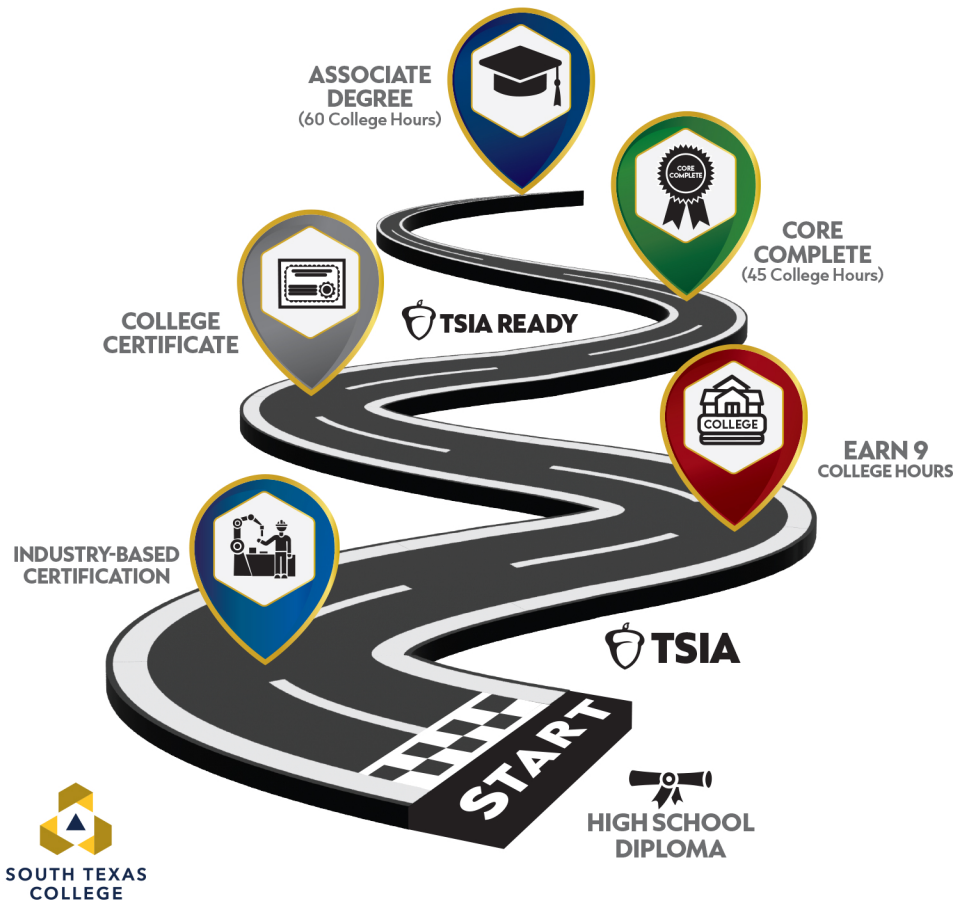 ASSOCIATE
DEGREE
(60 College Hours)
CORE
COMPLETE
CORE
COMPLETE
(45 College Hours)
COLLEGE
CERTIFICATE
TSIA READY
COLLEGE
EARN 9
COLLEGE HOURS
INDUSTRY-BASED
CERTIFICATION
TSIA
START
HIGH SCHOOL
DIPLOMA
SOUTH TEXAS
COLLEGE